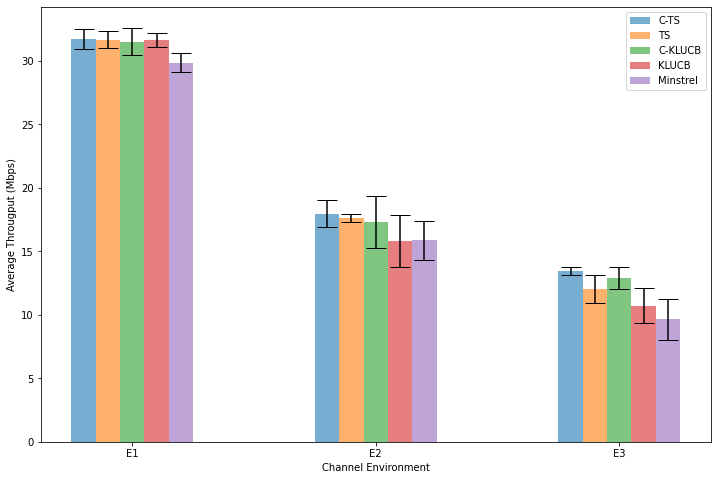 C-TS
TS
C-KLUCB
KLUCB
Minstrel
Average Througput (Mbps)
30
25
20
15
10
5
0
E1
E2
E3
Channel Environment